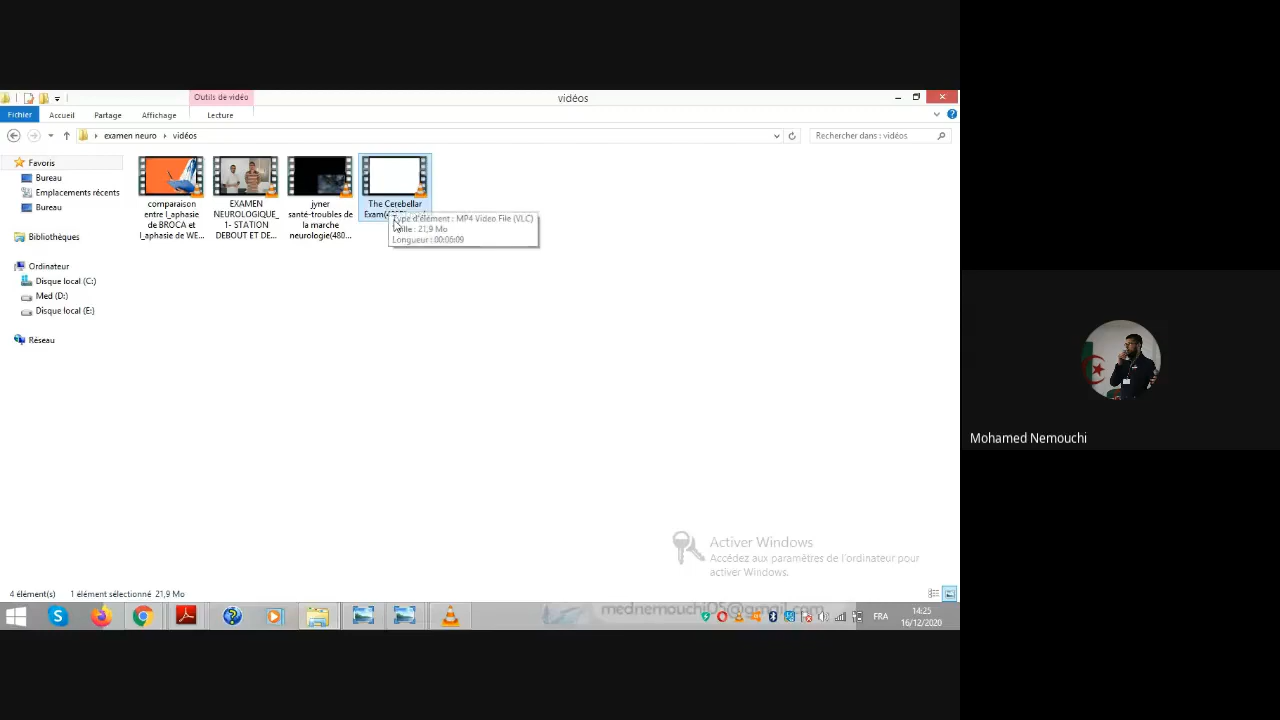 Outils de vidéo
vidéos
Fichier
Accueil
Partage
Affichage
Lecture
examen neuro
vidéos
Rechercher dans : vidéos
Favoris
Bureau
Emplacements récents
Bureau
Bibliothèques
Ordinateur
Disque local (C:)
Med (D:)
Disque local (E:)
Réseau
comparaison
entre l_aphasie
de BROCA et
l_aphasie de WE...
EXAMEN
NEUROLOGIQUE_
1- STATION
DEBOUT ET DE...
jyner
santé-troubles de
la marche
neurologie(480...
The Cerebellar
Type d'élément : MP4 Video File (VLC)
Taille : 21,9 Mo
Longueur : 00:06:09
Activer Windows
Accédez aux paramètres de l'ordinateur pour
activer Windows.
4 élément(s)
1 élément sélectionné 21,9 Mo
mednemouchi05@gmail.com
FRA
14:25
16/12/2020
Mohamed Nemouchi